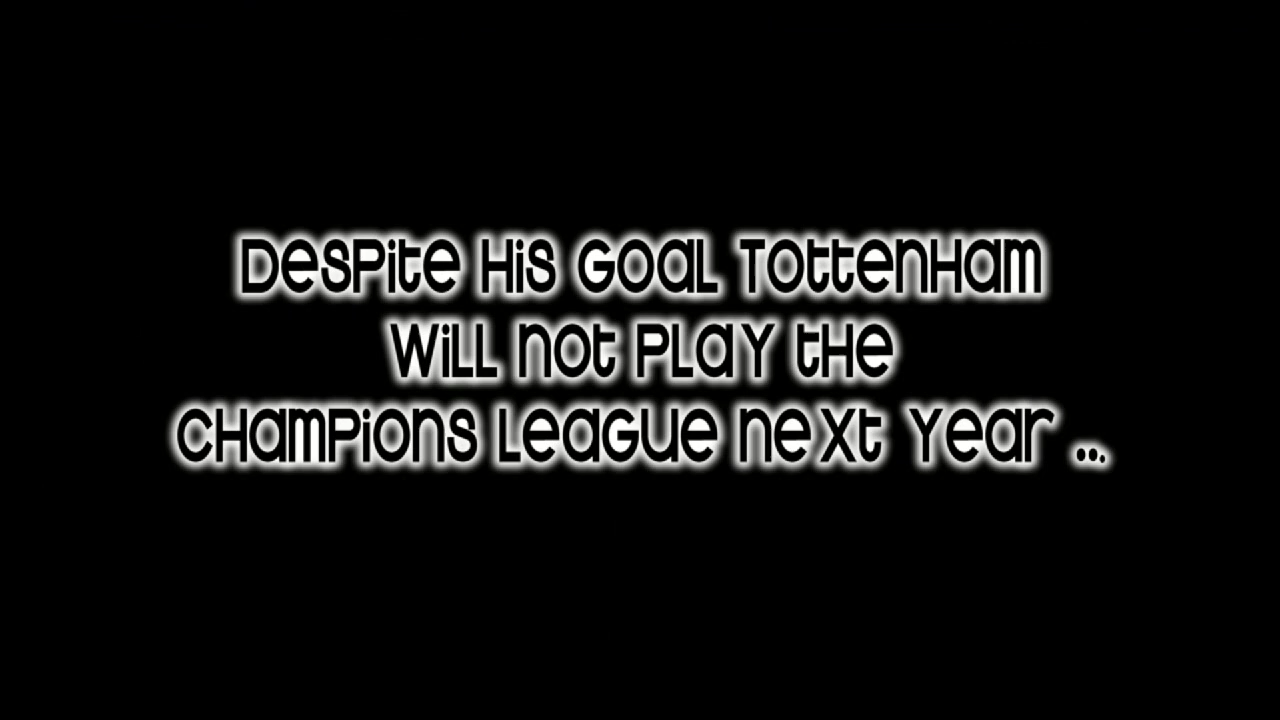 Despite his goal Tottenham
will not play the
Champions League next year ...